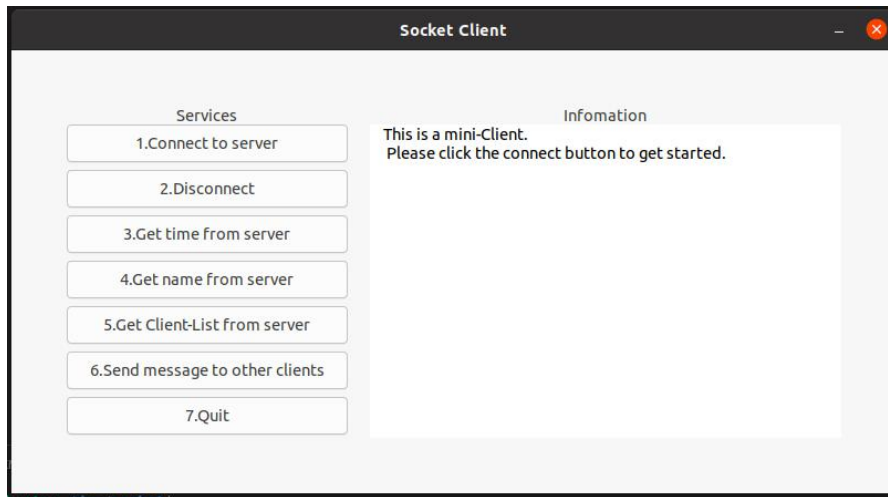 Socket Client
Services
1.Connect to server
2.Disconnect
3.Get time from server
4.Get name from server
5.Get Client-List from server
6.Send message to other clients
7.Quit
Infomation
This is a mini-Client.
Please click the connect button to get started.